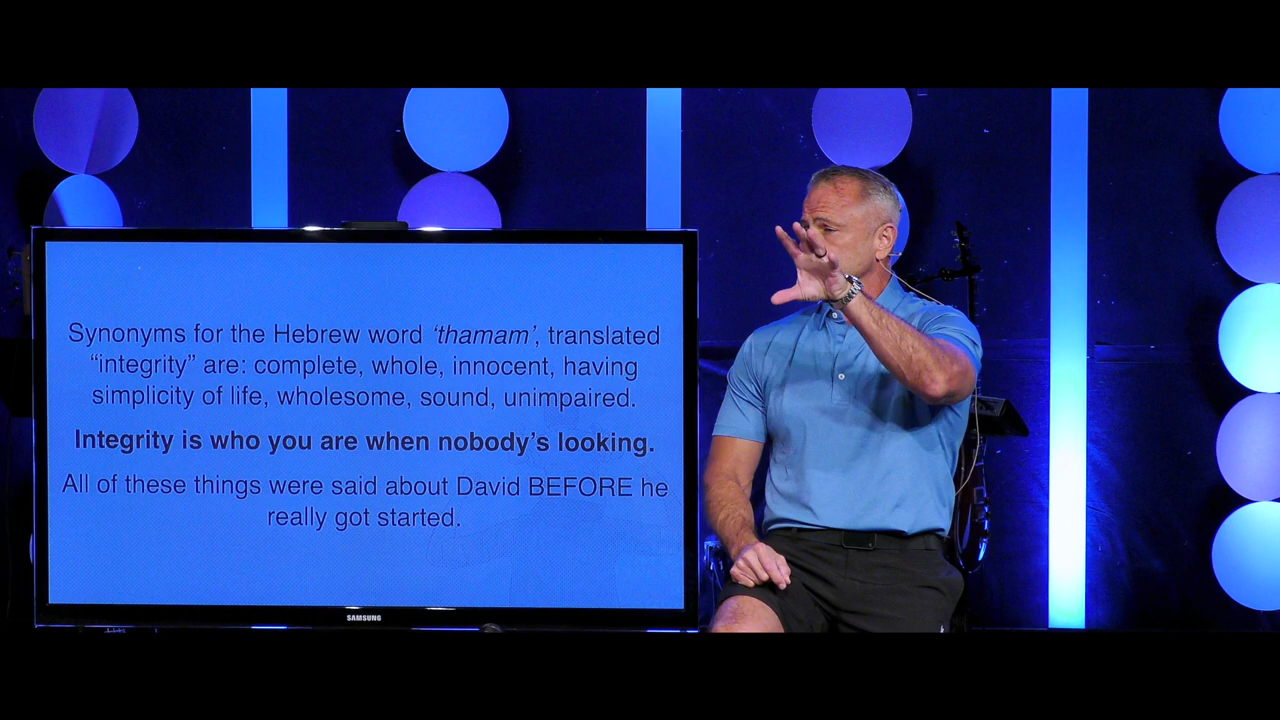 Synonyms for the Hebrew word ‘thamam’, translated
“integrity” are: complete, whole, innocent, having
simplicity of life, wholesome, sound, unimpaired.
Integrity is who you are when nobody’s looking.
All of these things were said about David BEFORE he
really got started.
SAMSUNG